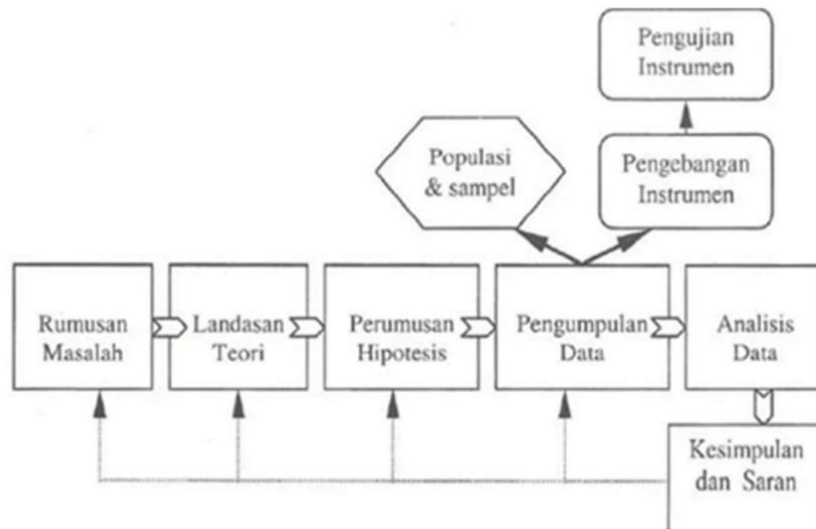 Pengujian
Instrumen
Populasi
& sampel
Pengebangan
Instrumen
Rumusan
Masalah
Landasan
Teori
Perumusan
Hipotesis
Pengumpulan
Data
Analisis
Data
Kesimpulan
dan Saran